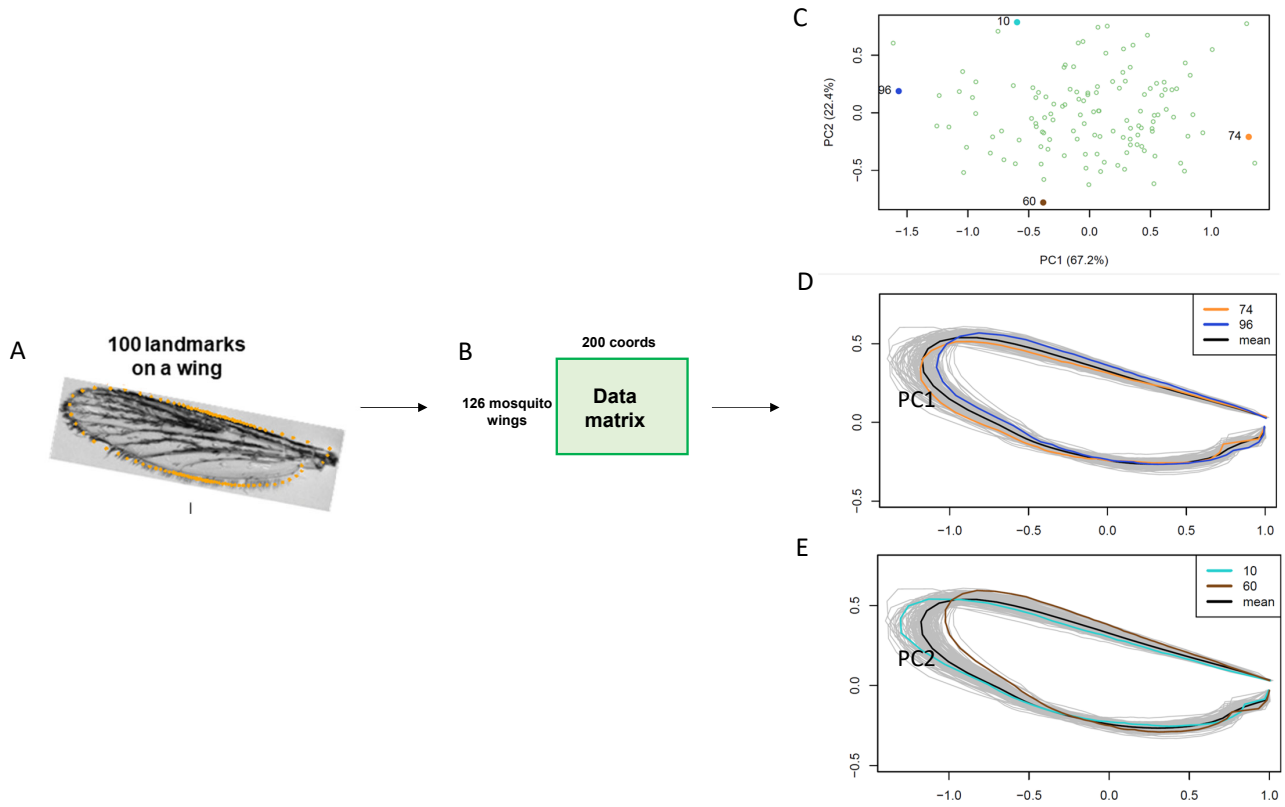 A
100 landmarks
on a wing
B
200 coords
126 mosquito
wings
Data
matrix
C
10
96
74
60
PC2 (22.4%)
0.5
0.0
−0.5
−1.5
−1.0
−0.5
0.0
0.5
1.0
PC1 (67.2%)
D
74
96
mean
PC1
0.5
0.0
−0.5
−1.0
−0.5
0.0
0.5
1.0
E
10
60
mean
PC2
0.5
0.0
−0.5
−1.0
−0.5
0.0
0.5
1.0